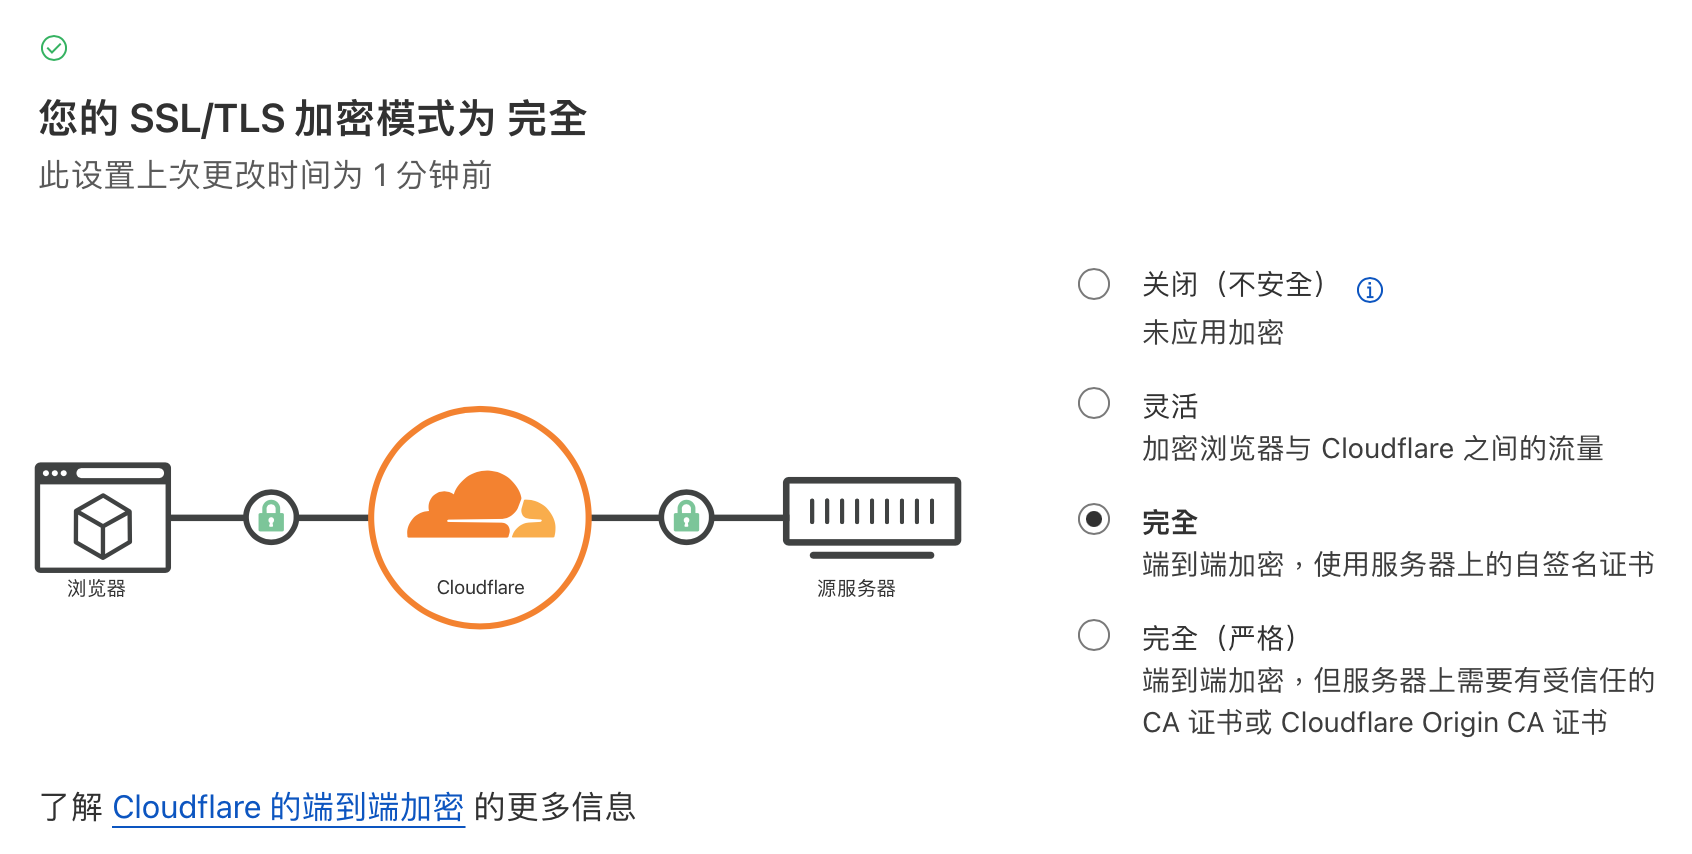 您的 SSL/TLS 加密模式为 完全
此设置上次更改时间为 1 分钟前
关闭（不安全）
未应用加密
灵活
加密浏览器与 Cloudflare 之间的流量
完全
端到端加密，使用服务器上的自签名证书
完全（严格）
端到端加密，但服务器上需要有受信任的
CA 证书或 Cloudflare Origin CA 证书
浏览器
Cloudflare
源服务器
了解 Cloudflare 的端到端加密 的更多信息